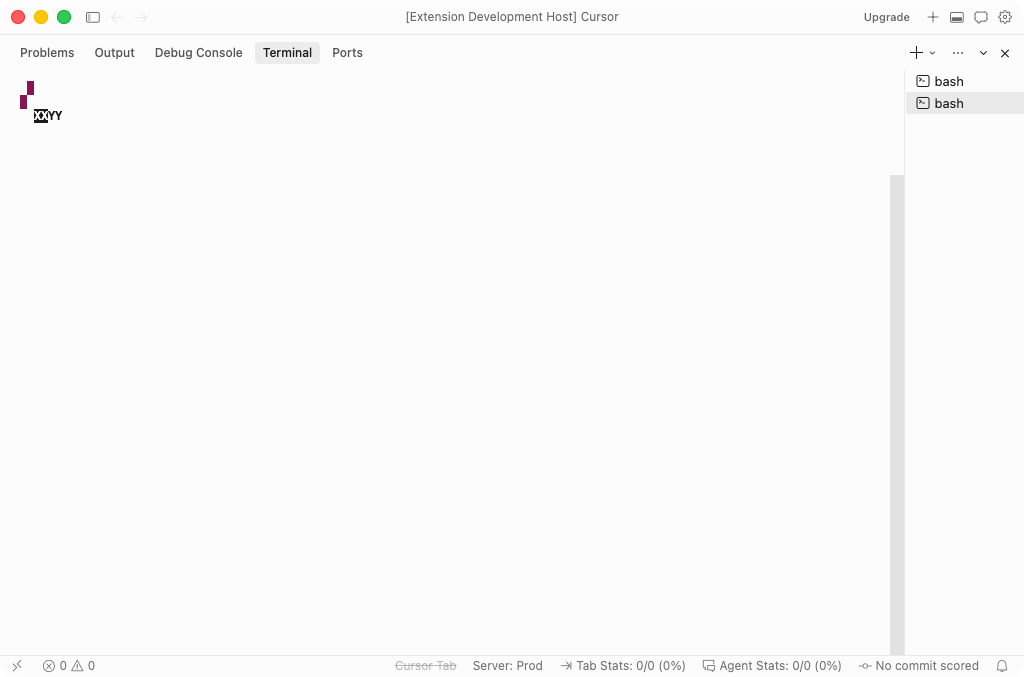 [Extension Development Host] Cursor
Upgrade
Problems Output Debug Console Terminal Ports
bash
bash
XXYY
0 0 Cursor Tab Server: Prod Tab Stats: 0/0 (0%) Agent Stats: 0/0 (0%) No commit scored